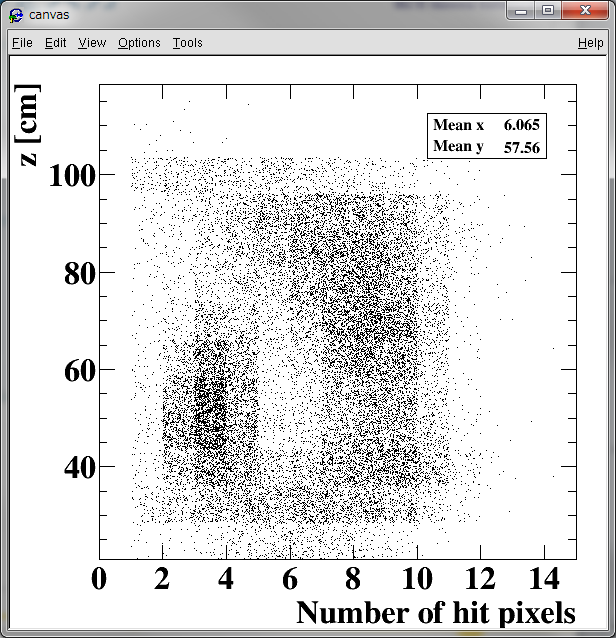 canvas
File Edit View Options Tools Help
z [cm]
Mean x 6.065
Mean y 57.56
100
80
60
40
0 2 4 6 8 10 12 14
Number of hit pixels